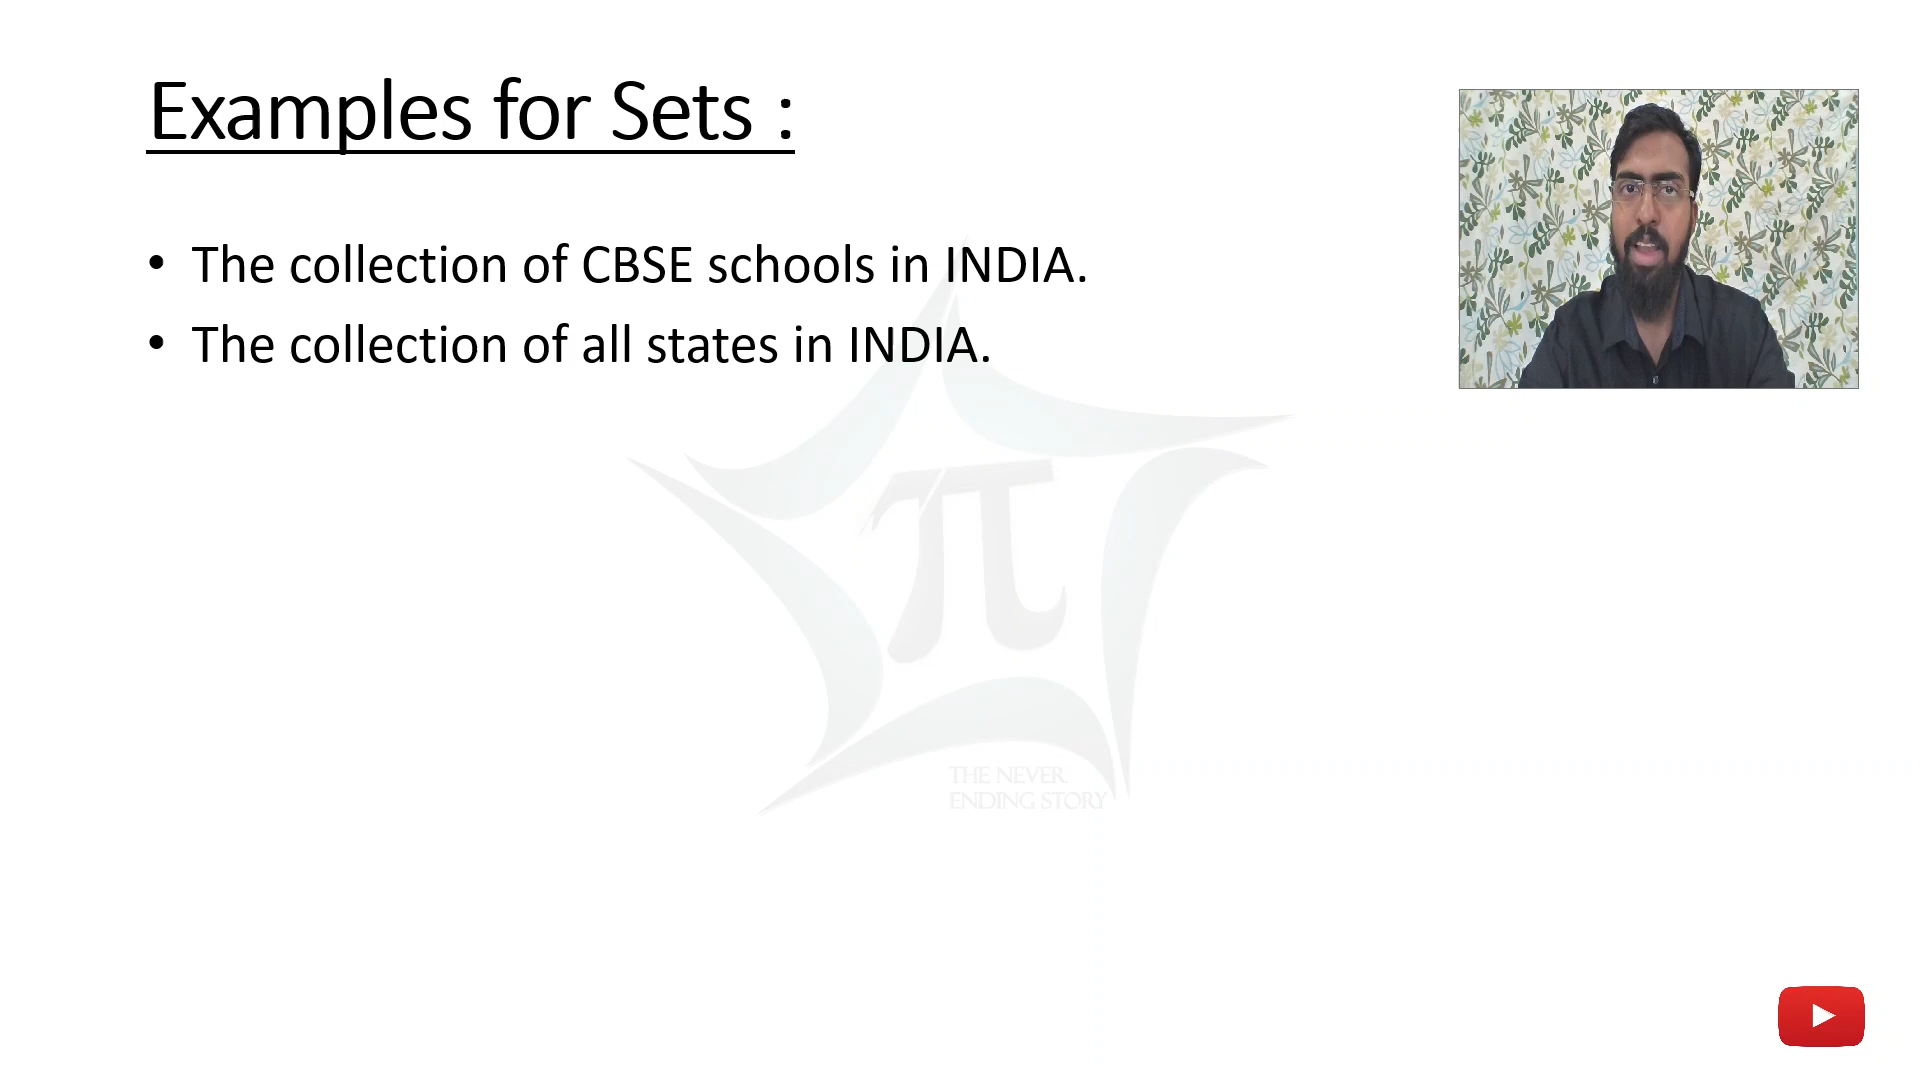 Examples for Sets :
• The collection of CBSE schools in INDIA.
• The collection of all states in INDIA.
π
THE NEVER
ENDING STORY